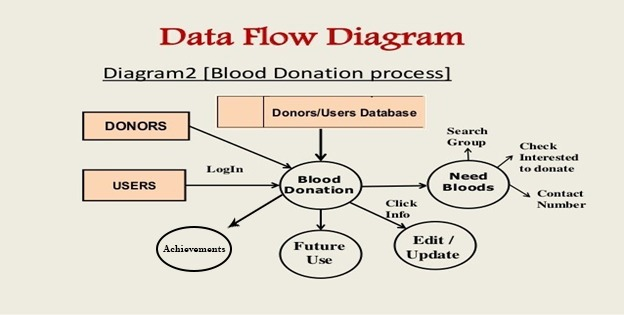 Data Flow Diagram
Diagram2 [Blood Donation process]
Donors/Users Database
DONORS
LogIn
USERS
Blood
Donation
Need
Bloods
Search
Group
Check
Interested
to donate
Contact
Number
Click
Info
Achievements
Future
Use
Edit /
Update